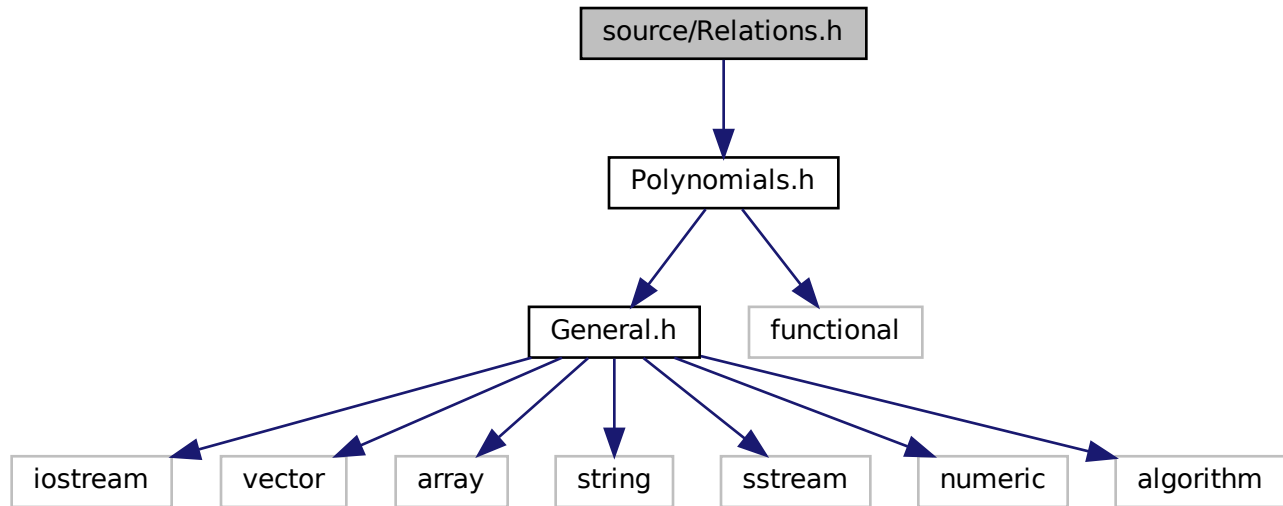 source/Relations.h
Polynomials.h
General.h
functional
iostream
vector
array
string
sstream
numeric
algorithm